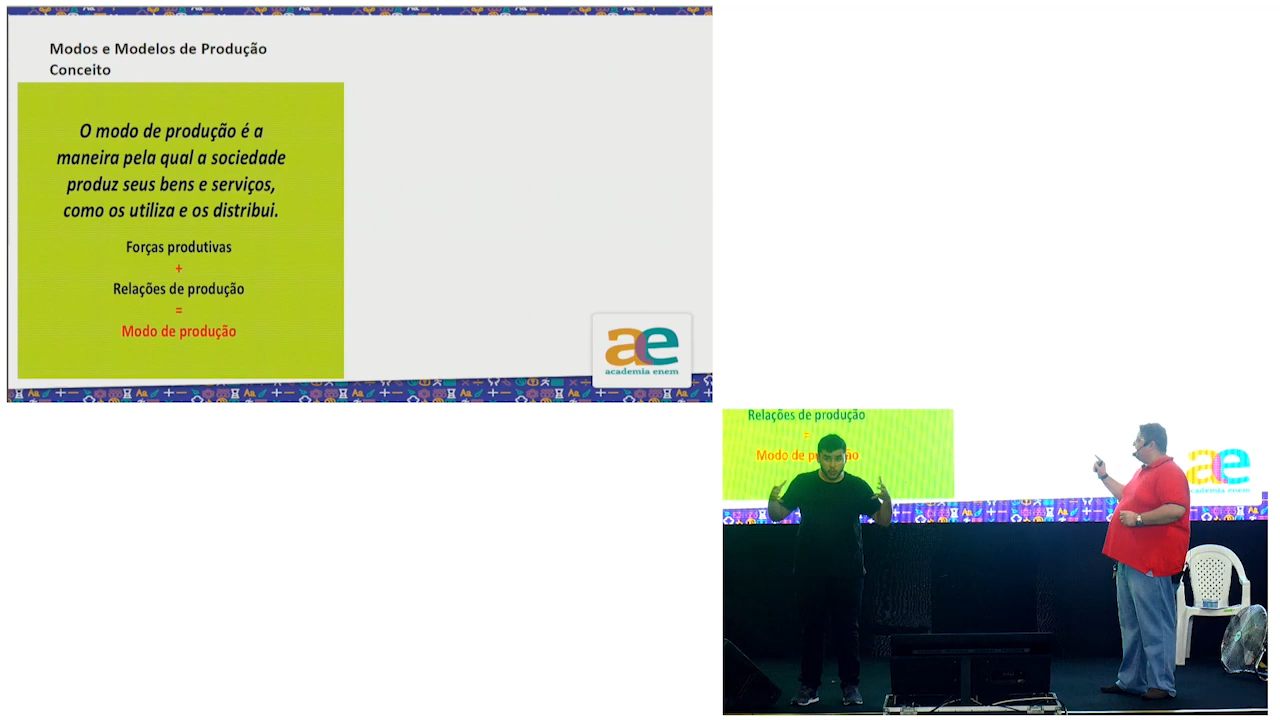 Modos e Modelos de Produção
Conceito
O modo de produção é a
maneira pela qual a sociedade
produz seus bens e serviços,
como os utiliza e os distribui.
Forças produtivas
+
Relações de produção
=
Modo de produção
ae
academia enem
Relações de produção
=
Modo de
ae
academia enem